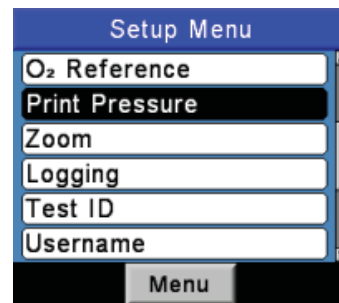 Setup Menu
O₂ Reference
Print Pressure
Zoom
Logging
Test ID
Username
Menu